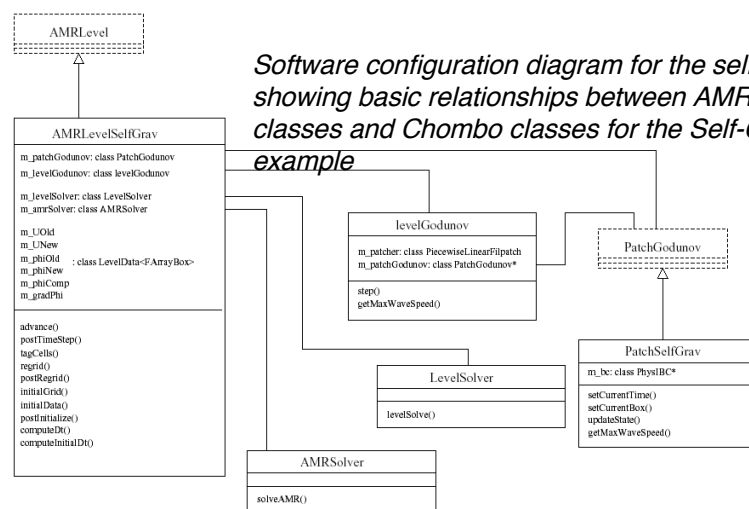 AMRLevel
Software configuration diagram for the self
showing basic relationships between AMR
classes and Chombo classes for the Self-
example
AMRLevelSelfGrav
m_patchGodunov: class PatchGodunov
m_levelGodunov: class levelGodunov
m_levelSolver: class LevelSolver
m_amrSolver: class AMRSolver
m_UOld
m_UNew
m_phiOld : class LevelData<FArrayBox>
m_phiNew
m_phiComp
m_gradPhi
advance()
postTimeStep()
tagCells()
regrid()
postRegrid()
initialGrid()
initialData()
postInitialize()
computeDt()
computeInitialDt()
levelGodunov
m_patcher: class PiecewiseLinearFilpatch
m_patchGodunov: class PatchGodunov*
step()
getMaxWaveSpeed()
PatchGodunov
PatchSelfGrav
m_bc: class PhysIBC*
setCurrentTime()
setCurrentBox()
updateState()
getMaxWaveSpeed()
LevelSolver
levelSolve()
AMRSolver
solveAMR()